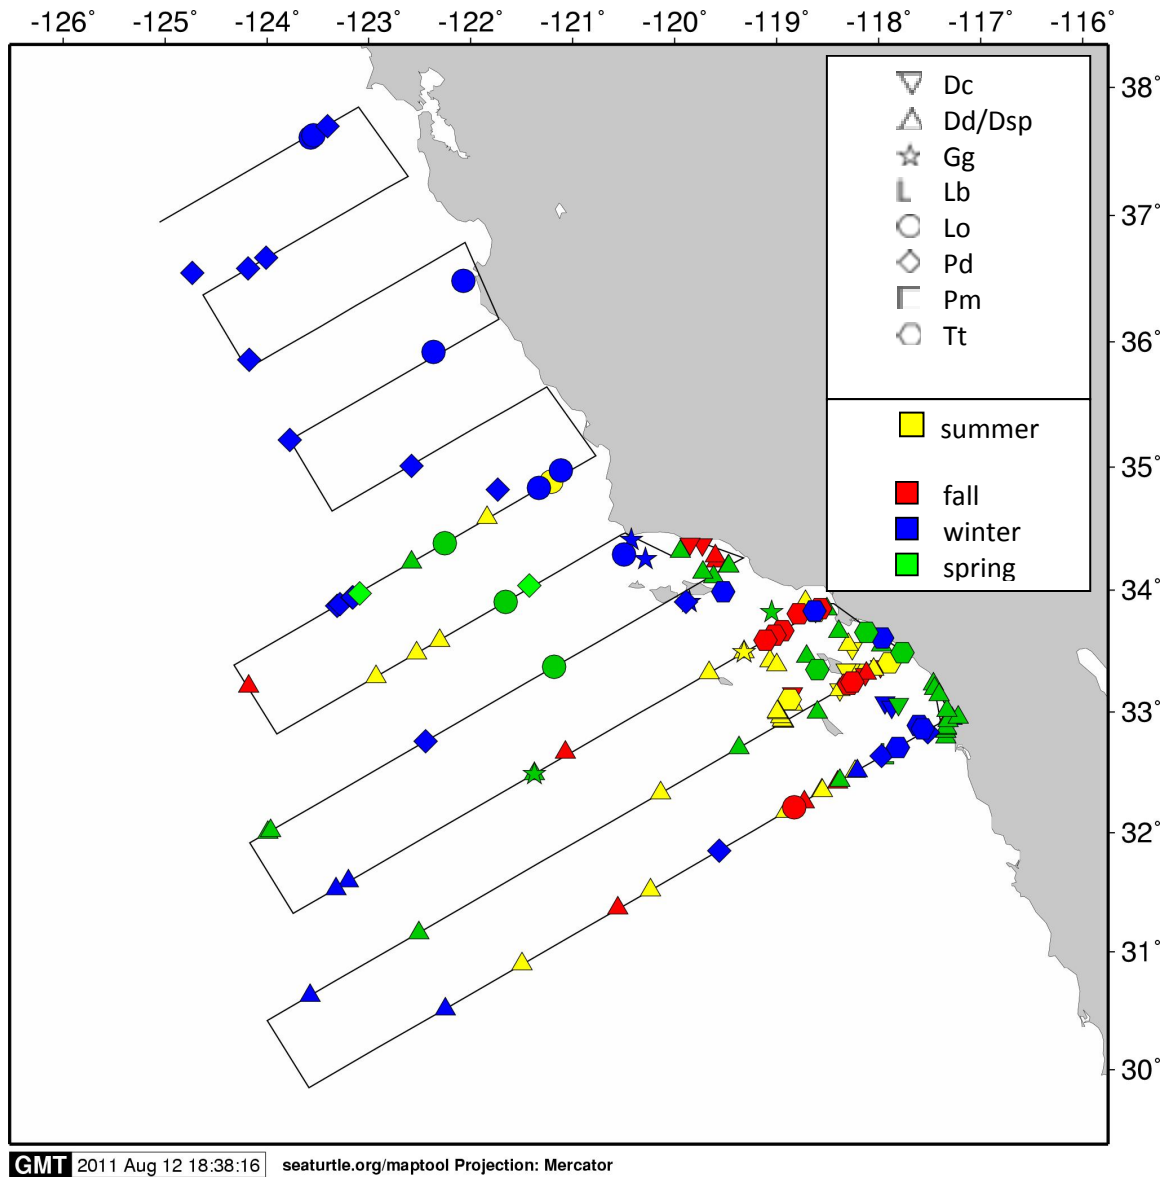 -126° -125° -124° -123° -122° -121° -120° -119° -118° -117° -116°
38°
37°
36°
35°
34°
33°
32°
31°
30°
Dc
Dd/Dsp
Gg
Lb
Lo
Pd
Pm
Tt
summer
fall
winter
spring
GMT 2011 Aug 12 18:38:16 seaturtle.org/maptool Projection: Mercator